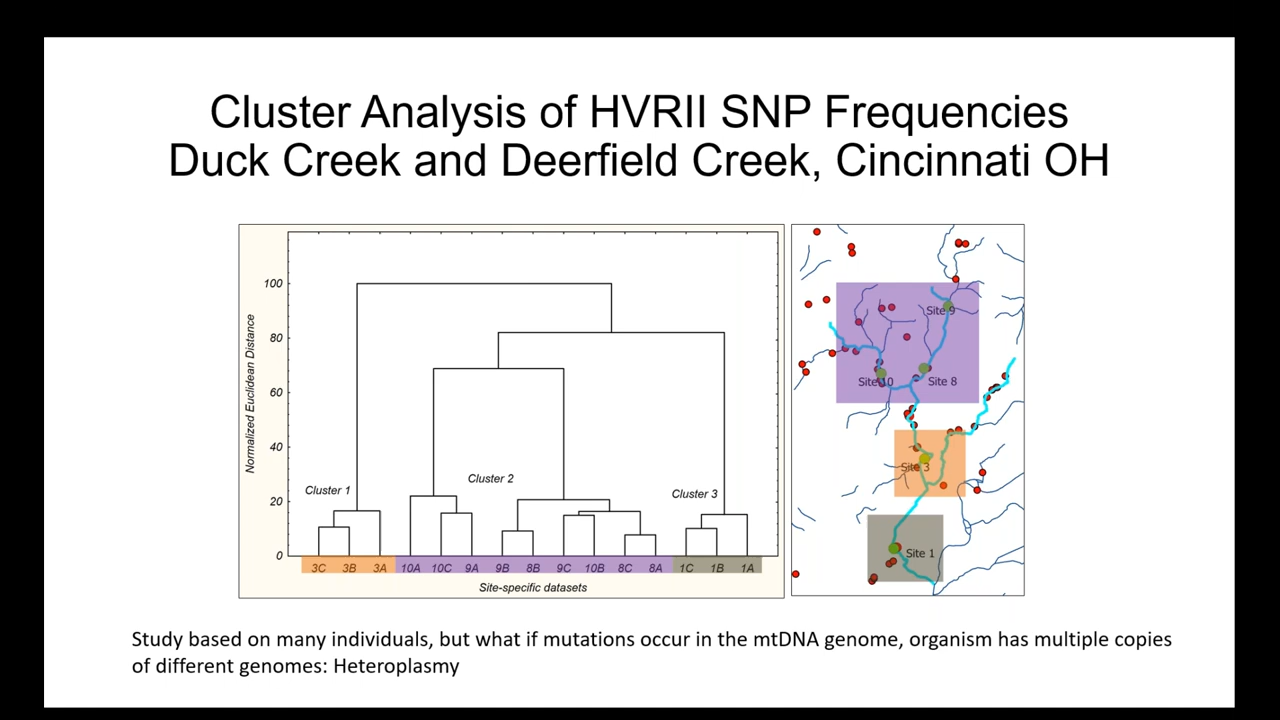 Cluster Analysis of HVRII SNP Frequencies
Duck Creek and Deerfield Creek, Cincinnati OH
Normalized Euclidean Distance
100
80
60
40
20
0
Cluster 1
Cluster 2
Cluster 3
3C 3B 3A 10A 10C 9A 9B 8B 9C 10B 8C 8A 1C 1B 1A
Site-specific datasets
Site 9
Site 10
Site 8
Site 3
Site 1
Study based on many individuals, but what if mutations occur in the mtDNA genome, organism has multiple copies
of different genomes: Heteroplasmy